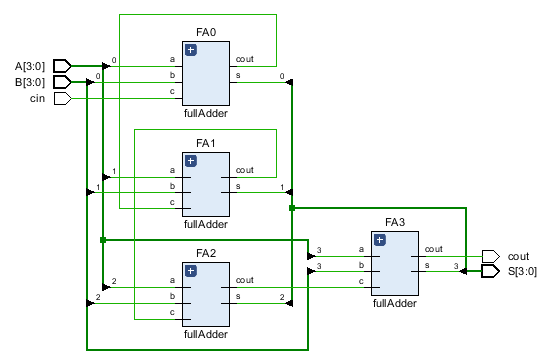 FA0
A[3:0] 0 a cout
B[3:0] 0 b s 0
cin c
fullAdder
FA1
1 a cout
1 b s 1
c
fullAdder
FA2
2 a cout
2 b s 2
c
fullAdder
FA3
3 a cout cout
3 b s 3 S[3:0]
c
fullAdder